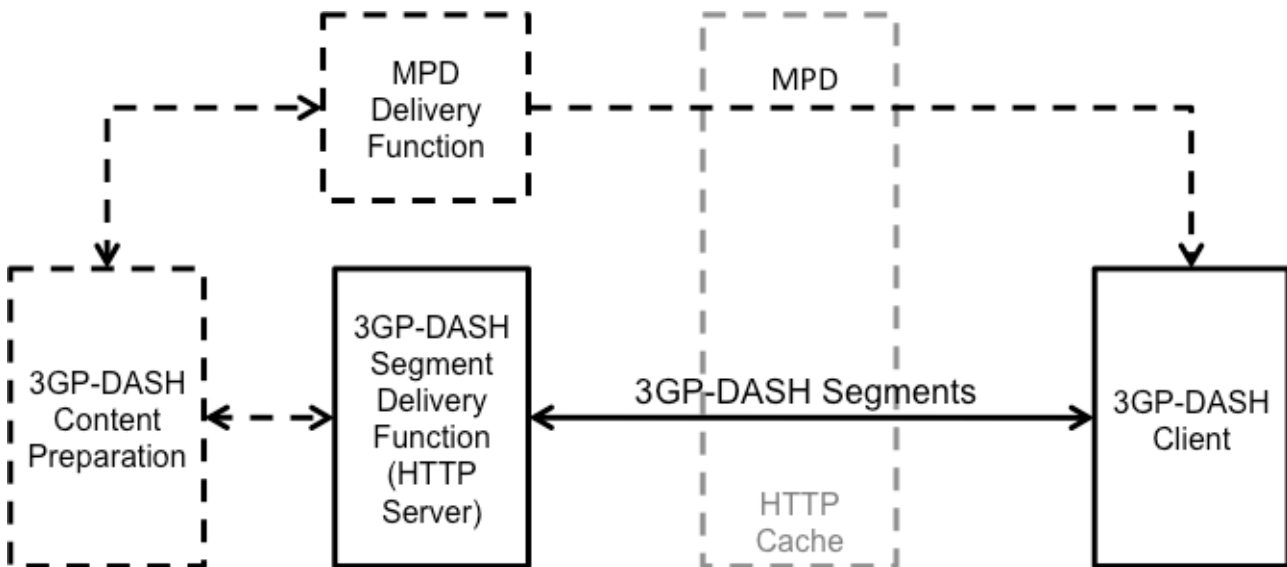 MPD
Delivery
Function
MPD
3GP-DASH
Content
Preparation
3GP-DASH
Segment
Delivery
Function
(HTTP
Server)
3GP-DASH Segments
HTTP
Cache
3GP-DASH
Client